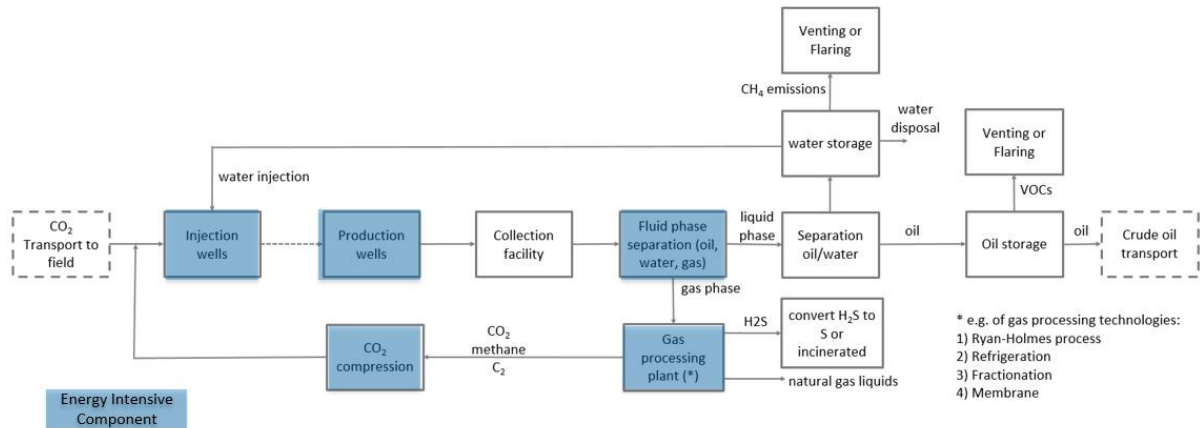 Venting or
Flaring
CH₄ emissions
water
disposal
water storage
Venting or
Flaring
VOCs
water injection
CO₂
Transport to
field
Injection
wells
Production
wells
Collection
facility
Fluid phase
separation (oil,
water, gas)
liquid
phase
Separation
oil/water
oil
Oil storage
oil
Crude oil
transport
gas phase
CO₂
compression
CO₂
methane
C₂
Gas
processing
plant (*)
H2S
convert H₂S to
S or
incinerated
natural gas liquids
* e.g. of gas processing technologies:
1) Ryan-Holmes process
2) Refrigeration
3) Fractionation
4) Membrane
Energy Intensive
Component